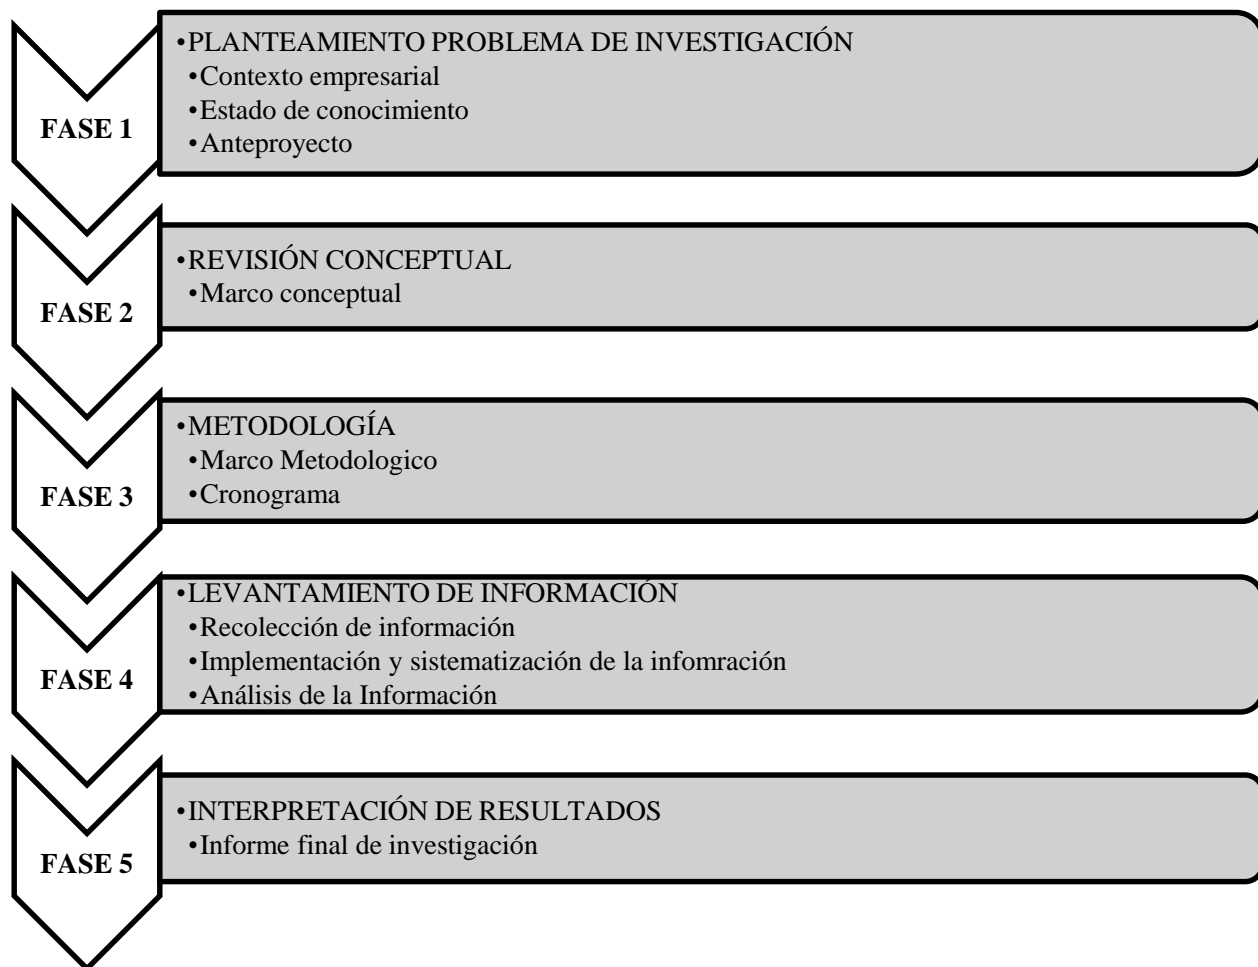 FASE 1
•PLANTEAMIENTO PROBLEMA DE INVESTIGACIÓN
•Contexto empresarial
•Estado de conocimiento
•Anteproyecto
FASE 2
•REVISIÓN CONCEPTUAL
•Marco conceptual
FASE 3
•METODOLOGÍA
•Marco Metodologico
•Cronograma
FASE 4
•LEVANTAMIENTO DE INFORMACIÓN
•Recolección de información
•Implementación y sistematización de la infomración
•Análisis de la Información
FASE 5
•INTERPRETACIÓN DE RESULTADOS
•Informe final de investigación